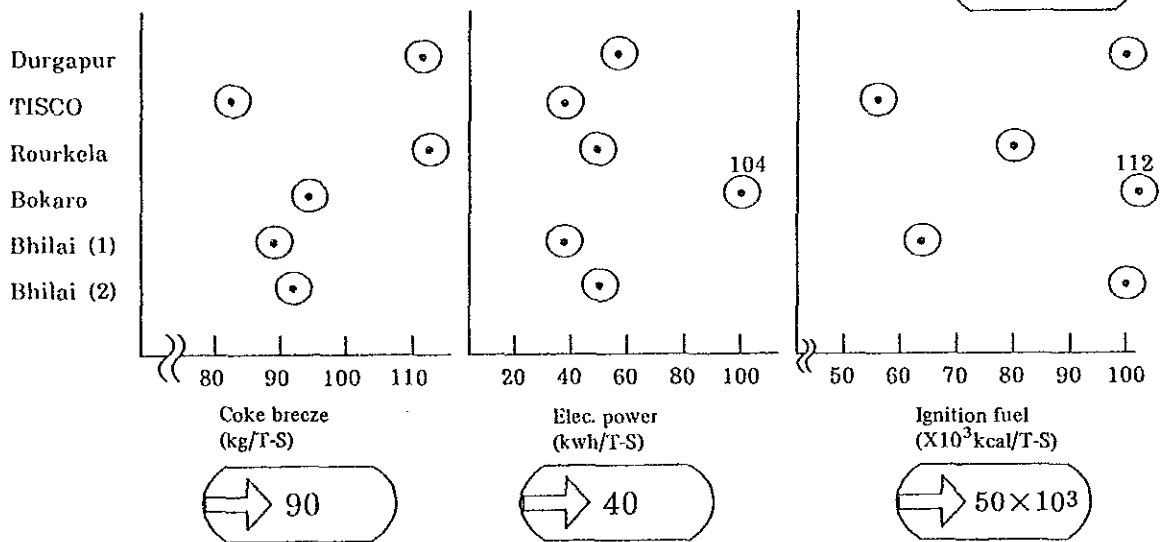 Durgapur
TISCO
Rourkela
104
112
Bokaro
Bhilai (1)
Bhilai (2)
80 90 100 110
20 40 60 80 100
50 60 70 80 90 100
Coke breeze
(kg/T-S)
Elec. power
(kwh/T-S)
Ignition fuel
(X10³kcal/T-S)
90
40
50×10³